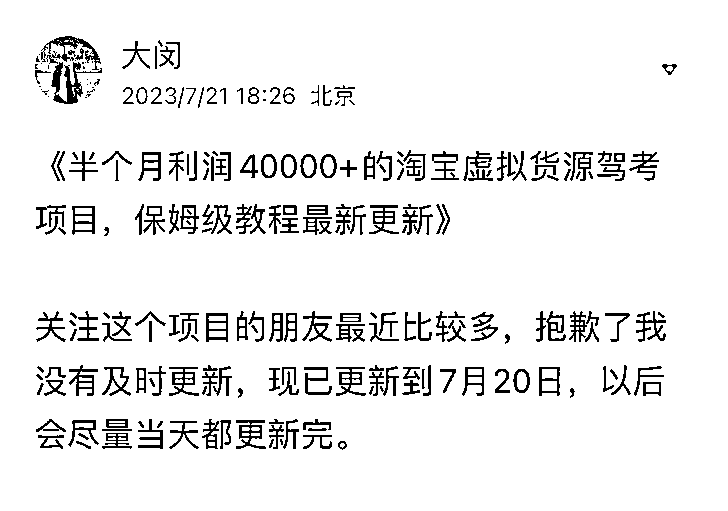 大闵
2023/7/21 18:26 北京
《半个月利润40000+的淘宝虚拟货源驾考
项目，保姆级教程最新更新》
关注这个项目的朋友最近比较多，抱歉了我
没有及时更新，现已更新到7月20日，以后
会尽量当天都更新完。